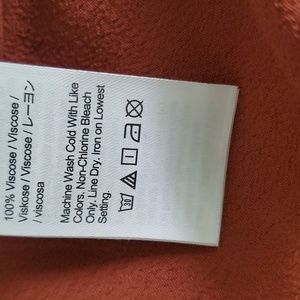 100% Viscose / Viscose /
Viskose / Viscose / レーヨン
/ viscosa
Machine Wash Cold With Like
Colors. Non-Chlorine Bleach
Only. Line Dry. Iron on Lowest
Setting.
30